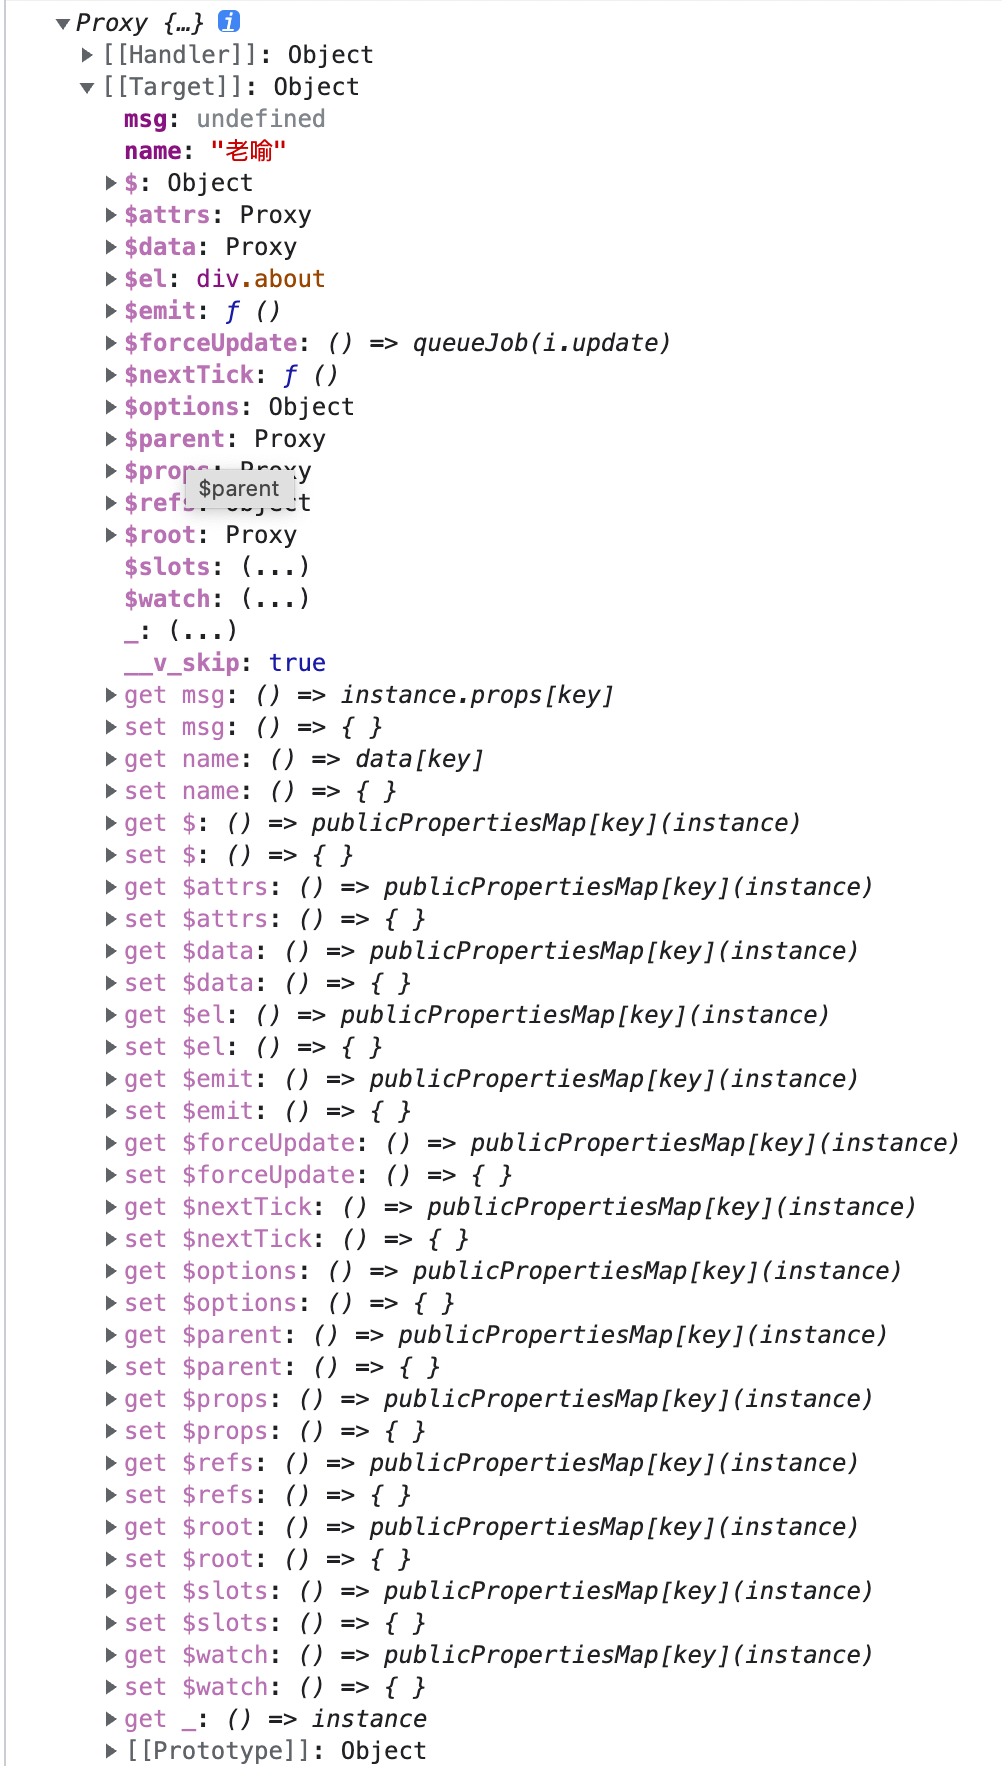 ▼Proxy {…} i
▶[[Handler]]: Object
▼[[Target]]: Object
msg: undefined
name: "老喻"
▶$: Object
▶$attrs: Proxy
▶$data: Proxy
▶$el: div.about
▶$emit: ƒ ()
▶$forceUpdate: () => queueJob(i.update)
▶$nextTick: ƒ ()
▶$options: Object
▶$parent: Proxy
▶$props: Proxy
$parent
▶$refs: Object
▶$root: Proxy
$slots: (...)
$watch: (...)
_: (...)
__v_skip: true
▶get msg: () => instance.props[key]
▶set msg: () => { }
▶get name: () => data[key]
▶set name: () => { }
▶get $: () => publicPropertiesMap[key](instance)
▶set $: () => { }
▶get $attrs: () => publicPropertiesMap[key](instance)
▶set $attrs: () => { }
▶get $data: () => publicPropertiesMap[key](instance)
▶set $data: () => { }
▶get $el: () => publicPropertiesMap[key](instance)
▶set $el: () => { }
▶get $emit: () => publicPropertiesMap[key](instance)
▶set $emit: () => { }
▶get $forceUpdate: () => publicPropertiesMap[key](instance)
▶set $forceUpdate: () => { }
▶get $nextTick: () => publicPropertiesMap[key](instance)
▶set $nextTick: () => { }
▶get $options: () => publicPropertiesMap[key](instance)
▶set $options: () => { }
▶get $parent: () => publicPropertiesMap[key](instance)
▶set $parent: () => { }
▶get $props: () => publicPropertiesMap[key](instance)
▶set $props: () => { }
▶get $refs: () => publicPropertiesMap[key](instance)
▶set $refs: () => { }
▶get $root: () => publicPropertiesMap[key](instance)
▶set $root: () => { }
▶get $slots: () => publicPropertiesMap[key](instance)
▶set $slots: () => { }
▶get $watch: () => publicPropertiesMap[key](instance)
▶set $watch: () => { }
▶get _: () => instance
▶[[Prototype]]: Object